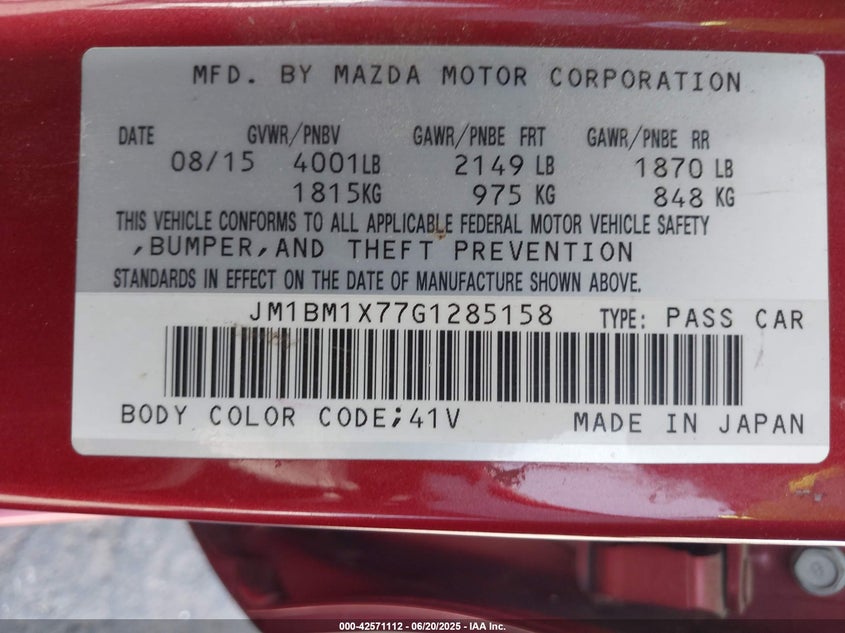 MFD. BY MAZDA MOTOR CORPORATION
DATE GVWR/PNBV GAWR/PNBE FRT GAWR/PNBE RR
08/15 4001LB 2149 LB 1870 LB
1815KG 975 KG 848 KG
THIS VEHICLE CONFORMS TO ALL APPLICABLE FEDERAL MOTOR VEHICLE SAFETY
,BUMPER,AND THEFT PREVENTION
STANDARDS IN EFFECT ON THE DATE OF MANUFACTURE SHOWN ABOVE.
JM1BM1X77G1285158 TYPE: PASS CAR
BODY COLOR CODE;41V MADE IN JAPAN
000-42571112 - 06/20/2025 - IAA Inc.